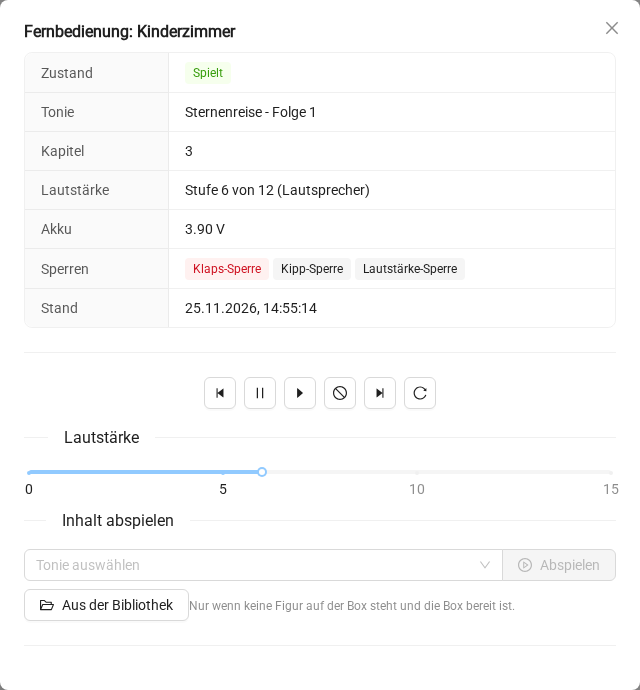 Fernbedienung: Kinderzimmer
Zustand Spielt
Tonie Sternenreise - Folge 1
Kapitel 3
Lautstärke Stufe 6 von 12 (Lautsprecher)
Akku 3.90 V
Sperren Klaps-Sperre Kipp-Sperre Lautstärke-Sperre
Stand 25.11.2026, 14:55:14
Lautstärke
0 5 10 15
Inhalt abspielen
Tonie auswählen Abspielen
Aus der Bibliothek Nur wenn keine Figur auf der Box steht und die Box bereit ist.